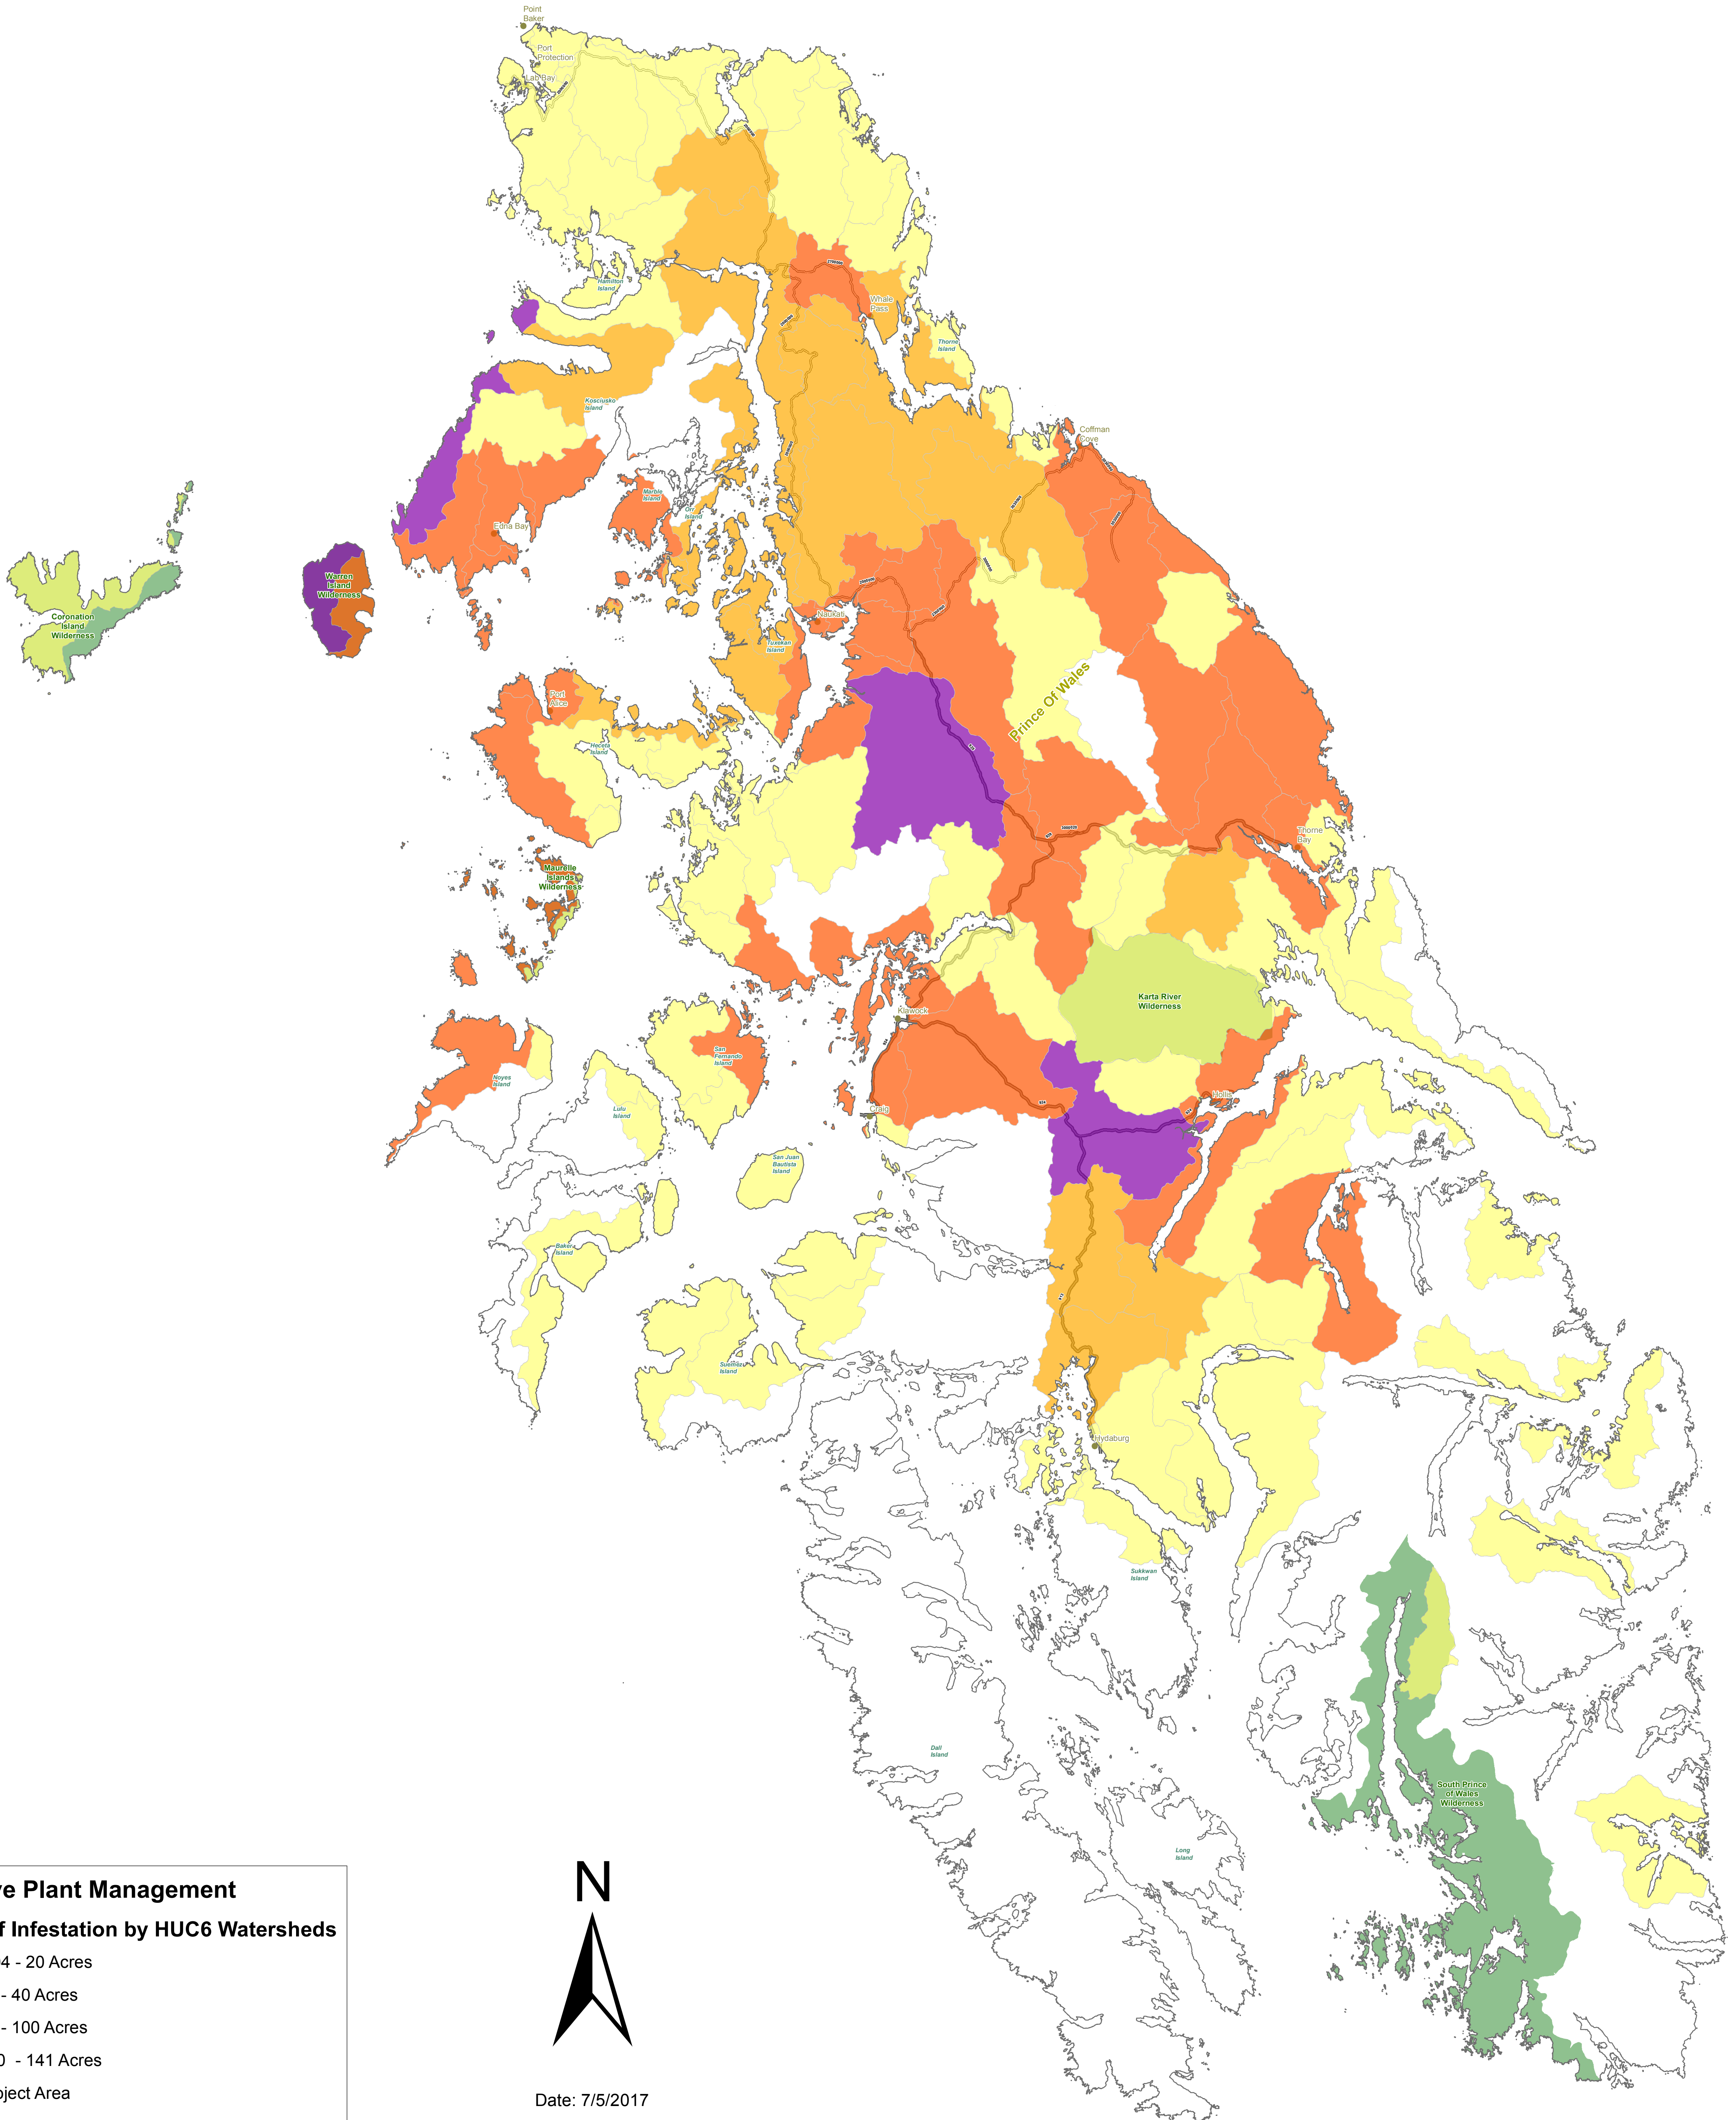 Point
Baker
Port
Protection
Lab Bay
Hamilton
Island
Whale
Pass
Thorne
Island
Kosciusko
Island
Coffman
Cove
Marble
Island
Orr
Island
Edna Bay
Warren
Island
Wilderness
Coronation
Island
Wilderness
Naukati
Tuxekan
Island
Prince Of Wales
Port
Alice
Heceta
Island
Thorne
Bay
Maurelle
Islands
Wilderness
Karta River
Wilderness
Klawock
San
Fernando
Island
Noyes
Island
Lulu
Island
Craig
Hollis
San Juan
Bautista
Island
Baker
Island
Suemez
Island
Hydaburg
Sukkwan
Island
Dall
Island
South Prince
of Wales
Wilderness
Long
Island
e Plant Management
f Infestation by HUC6 Watersheds
4 - 20 Acres
- 40 Acres
- 100 Acres
0 - 141 Acres
ject Area
N
Date: 7/5/2017